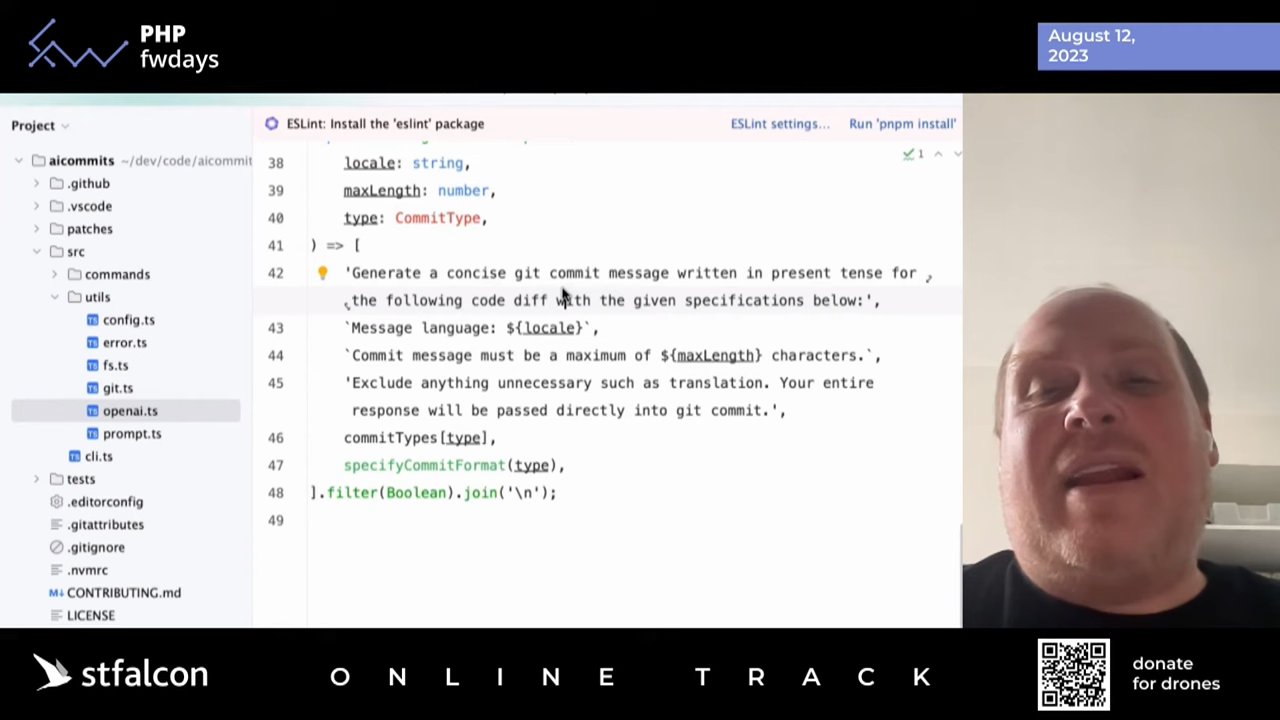 PHP
fwdays
August 12,
2023
Project
ESLint: Install the 'eslint' package
ESLint settings...
Run 'pnpm install'
aicommits ~/dev/code/aicommit
.github
.vscode
patches
src
commands
utils
config.ts
error.ts
fs.ts
git.ts
openai.ts
prompt.ts
cli.ts
tests
.editorconfig
.gitattributes
.gitignore
.nvmrc
CONTRIBUTING.md
LICENSE
1
38 locale: string,
39 maxLength: number,
40 type: CommitType,
41 ) => [
42 'Generate a concise git commit message written in present tense for
the following code diff with the given specifications below:',
43 `Message language: ${locale}`,
44 `Commit message must be a maximum of ${maxLength} characters.`,
45 'Exclude anything unnecessary such as translation. Your entire
response will be passed directly into git commit.',
46 commitTypes[type],
47 specifyCommitFormat(type),
48 ].filter(Boolean).join('\n');
49
stfalcon
ONLINE TRACK
donate
for drones